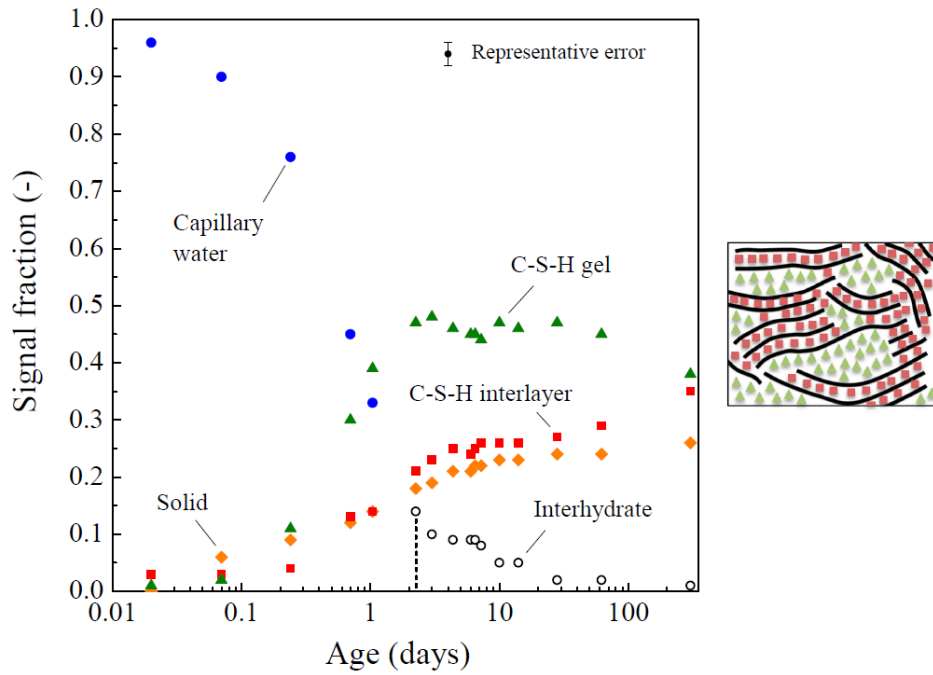 1.0
0.9
0.8
0.7
0.6
0.5
0.4
0.3
0.2
0.1
0.0
Signal fraction (-)
Representative error
Capillary
water
C-S-H gel
C-S-H interlayer
Solid
Interhydrate
0.01 0.1 1 10 100
Age (days)